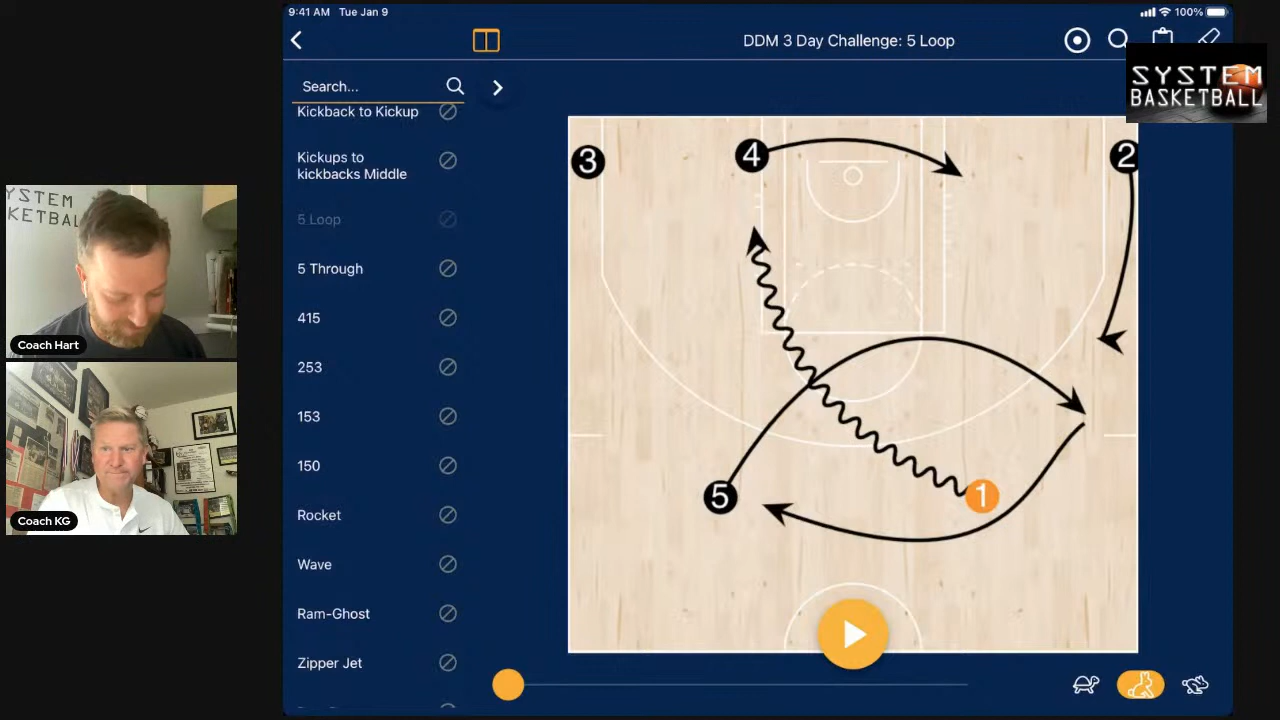 9:41 AM Tue Jan 9
100%
DDM 3 Day Challenge: 5 Loop
SYSTEM
BASKETBALL
Search...
Kickback to Kickup
Kickups to
kickbacks Middle
5 Loop
5 Through
415
253
153
150
Rocket
Wave
Ram-Ghost
Zipper Jet
3
4
2
5
1
YSTEM
KETBAL
Coach Hart
Coach KG